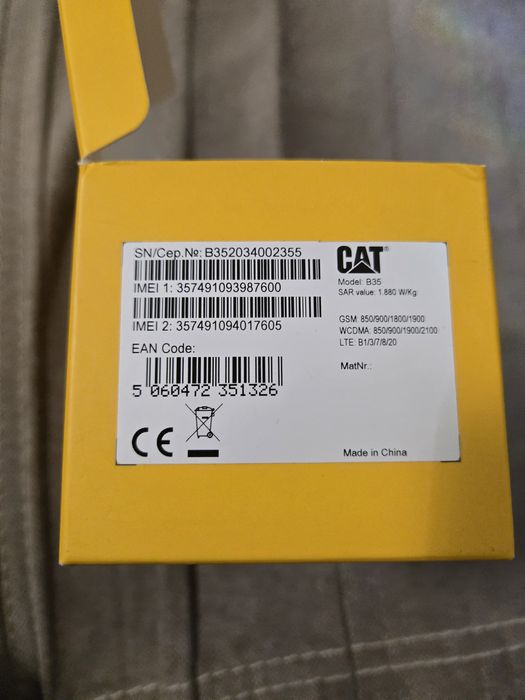 SN/Сер.№: B352034002355
IMEI 1: 357491093987600
IMEI 2: 357491094017605
EAN Code:
5 060472 351326
CE
CAT®
Model: B35
SAR value: 1.880 W/Kg
GSM: 850/900/1800/1900
WCDMA: 850/900/1900/2100
LTE: B1/3/7/8/20
MatNr.:
Made in China